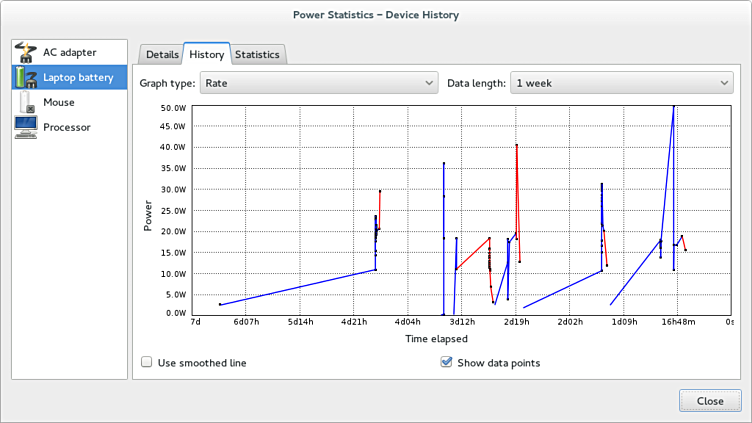 Power Statistics – Device History
AC adapter
Laptop battery
Mouse
Processor
Details History Statistics
Graph type: Rate Data length: 1 week
50.0W
45.0W
40.0W
35.0W
30.0W
25.0W
20.0W
15.0W
10.0W
5.0W
0.0W
Power
7d 6d07h 5d14h 4d21h 4d04h 3d12h 2d19h 2d02h 1d09h 16h48m 0s
Time elapsed
Use smoothed line Show data points
Close